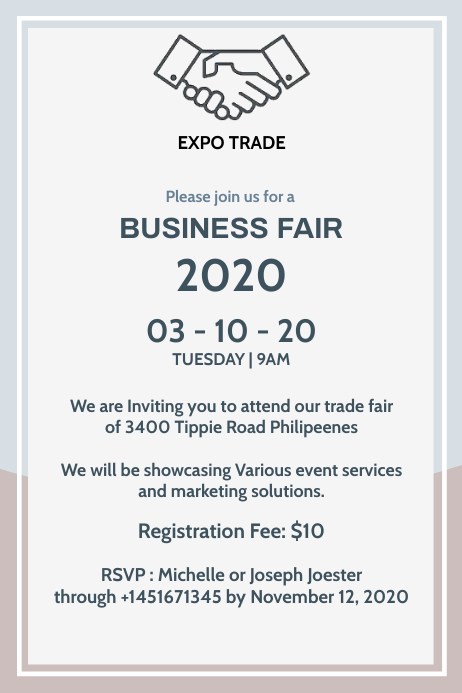 EXPO TRADE
Please join us for a
BUSINESS FAIR
2020
03 - 10 - 20
TUESDAY | 9AM
We are Inviting you to attend our trade fair
of 3400 Tippie Road Philipeenes
We will be showcasing Various event services
and marketing solutions.
Registration Fee: $10
RSVP : Michelle or Joseph Joester
through +1451671345 by November 12, 2020